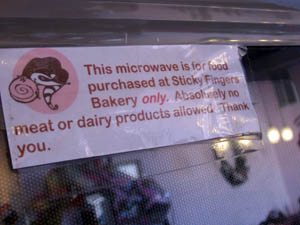 This microwave is for food
purchased at Sticky Fingers
Bakery only. Absolutely no
meat or dairy products allowed. Thank
you.